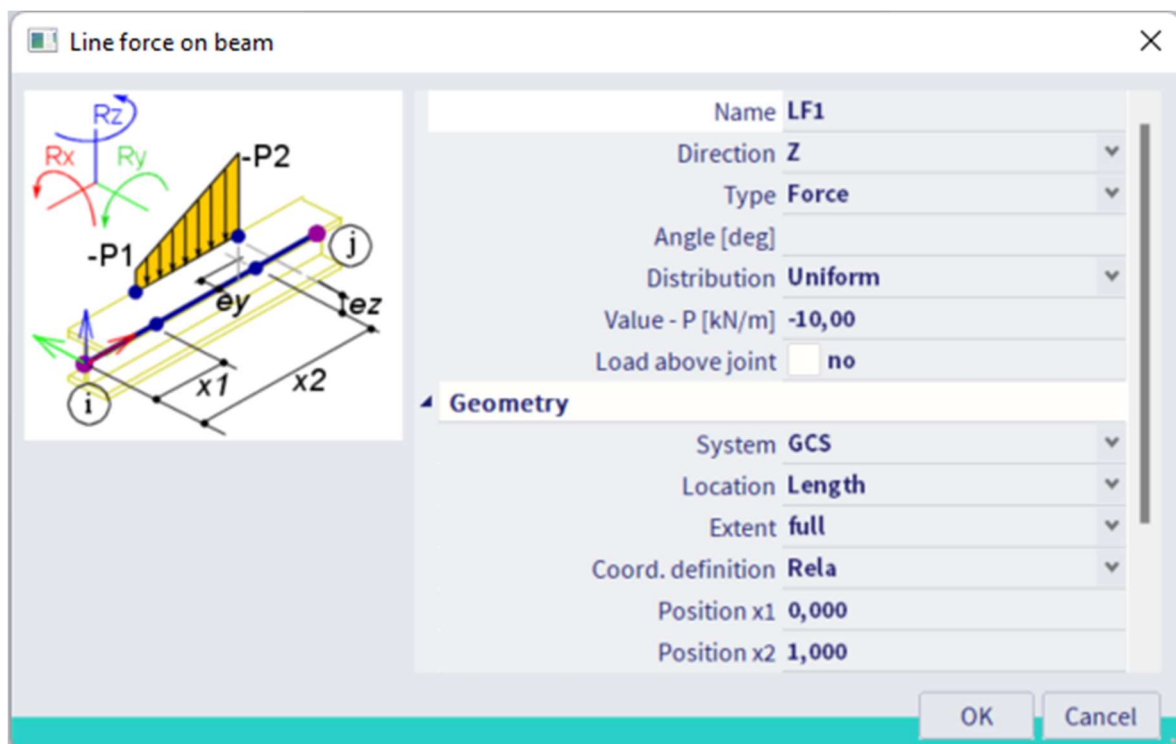 Line force on beam
Rz
Rx
Ry
-P2
-P1
j
ey
ez
x1
x2
i
Name LF1
Direction Z
Type Force
Angle [deg]
Distribution Uniform
Value - P [kN/m] -10,00
Load above joint no
Geometry
System GCS
Location Length
Extent full
Coord. definition Rela
Position x1 0,000
Position x2 1,000
OK
Cancel